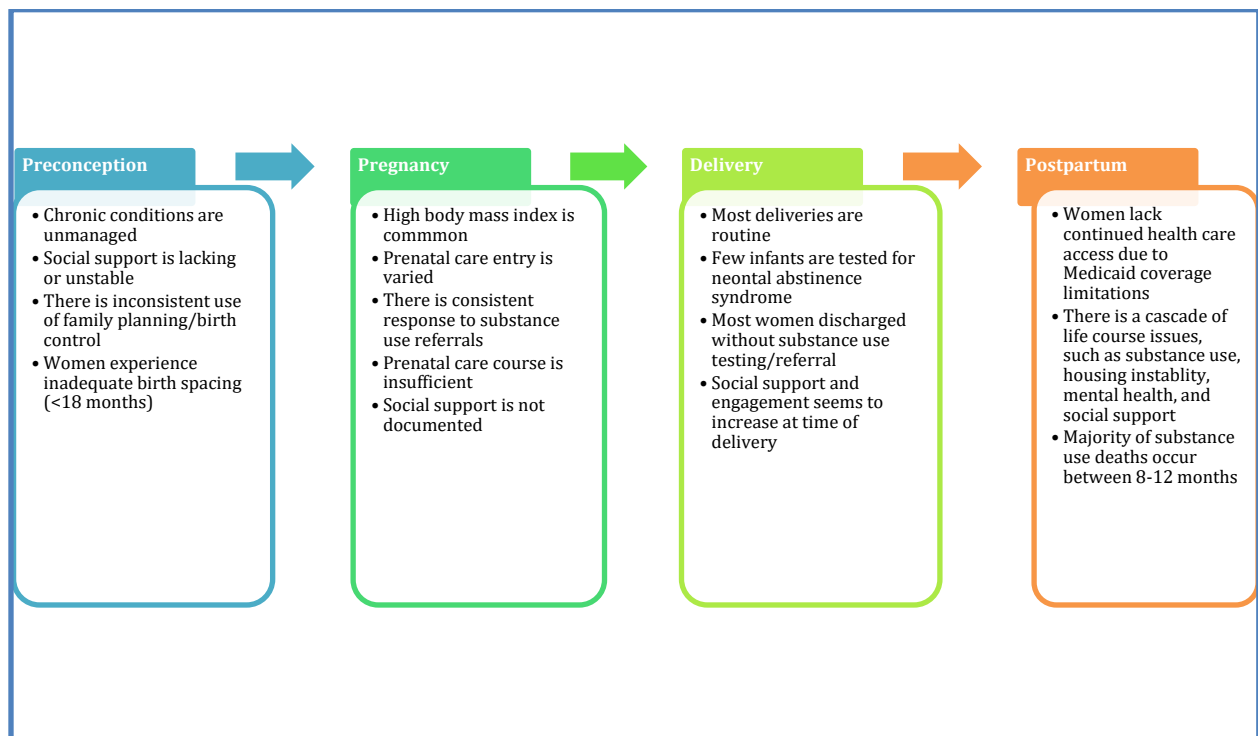 Preconception
• Chronic conditions are
unmanaged
• Social support is lacking
or unstable
• There is inconsistent use
of family planning/birth
control
• Women experience
inadequate birth spacing
(<18 months)
Pregnancy
• High body mass index is
commmon
• Prenatal care entry is
varied
• There is consistent
response to substance
use referrals
• Prenatal care course is
insufficient
• Social support is not
documented
Delivery
• Most deliveries are
routine
• Few infants are tested for
neontal abstinence
syndrome
• Most women discharged
without substance use
testing/referral
• Social support and
engagement seems to
increase at time of
delivery
Postpartum
• Women lack
continued health care
access due to
Medicaid coverage
limitations
• There is a cascade of
life course issues,
such as substance use,
housing instablity,
mental health, and
social support
• Majority of substance
use deaths occur
between 8-12 months